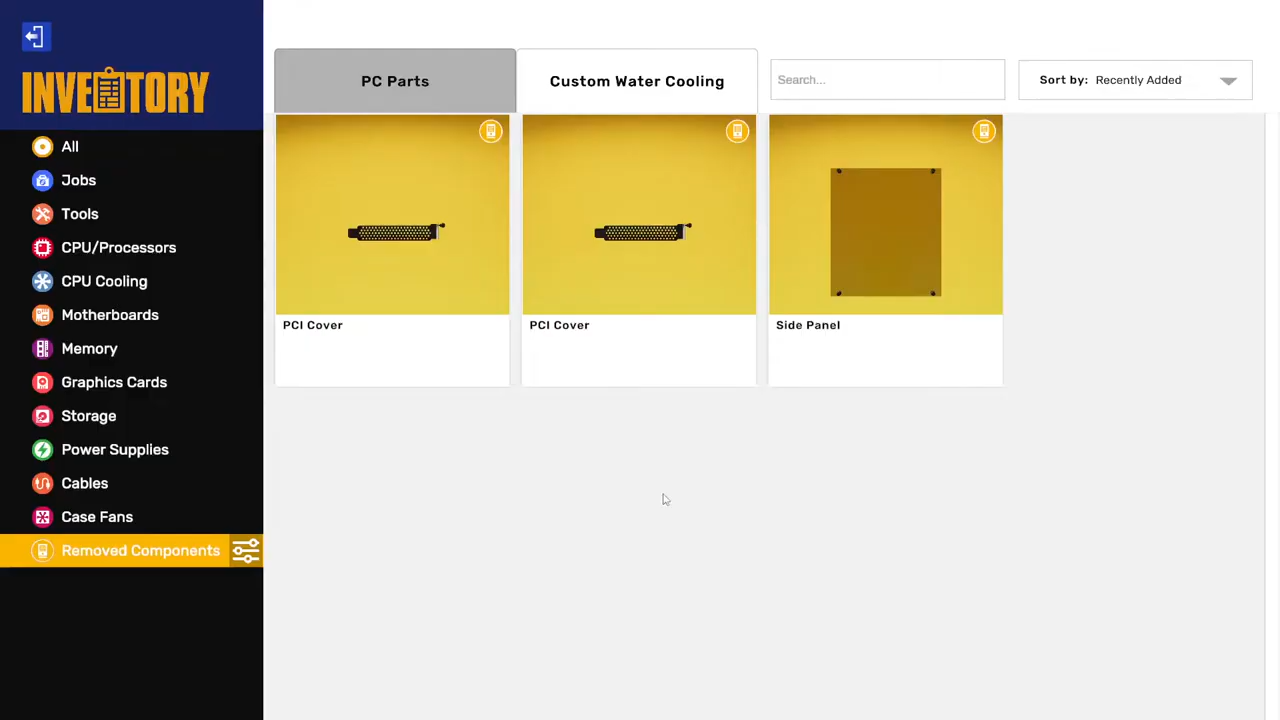 INVENTORY
All
Jobs
Tools
CPU/Processors
CPU Cooling
Motherboards
Memory
Graphics Cards
Storage
Power Supplies
Cables
Case Fans
Removed Components
PC Parts
Custom Water Cooling
Search...
Sort by: Recently Added
PCI Cover
PCI Cover
Side Panel